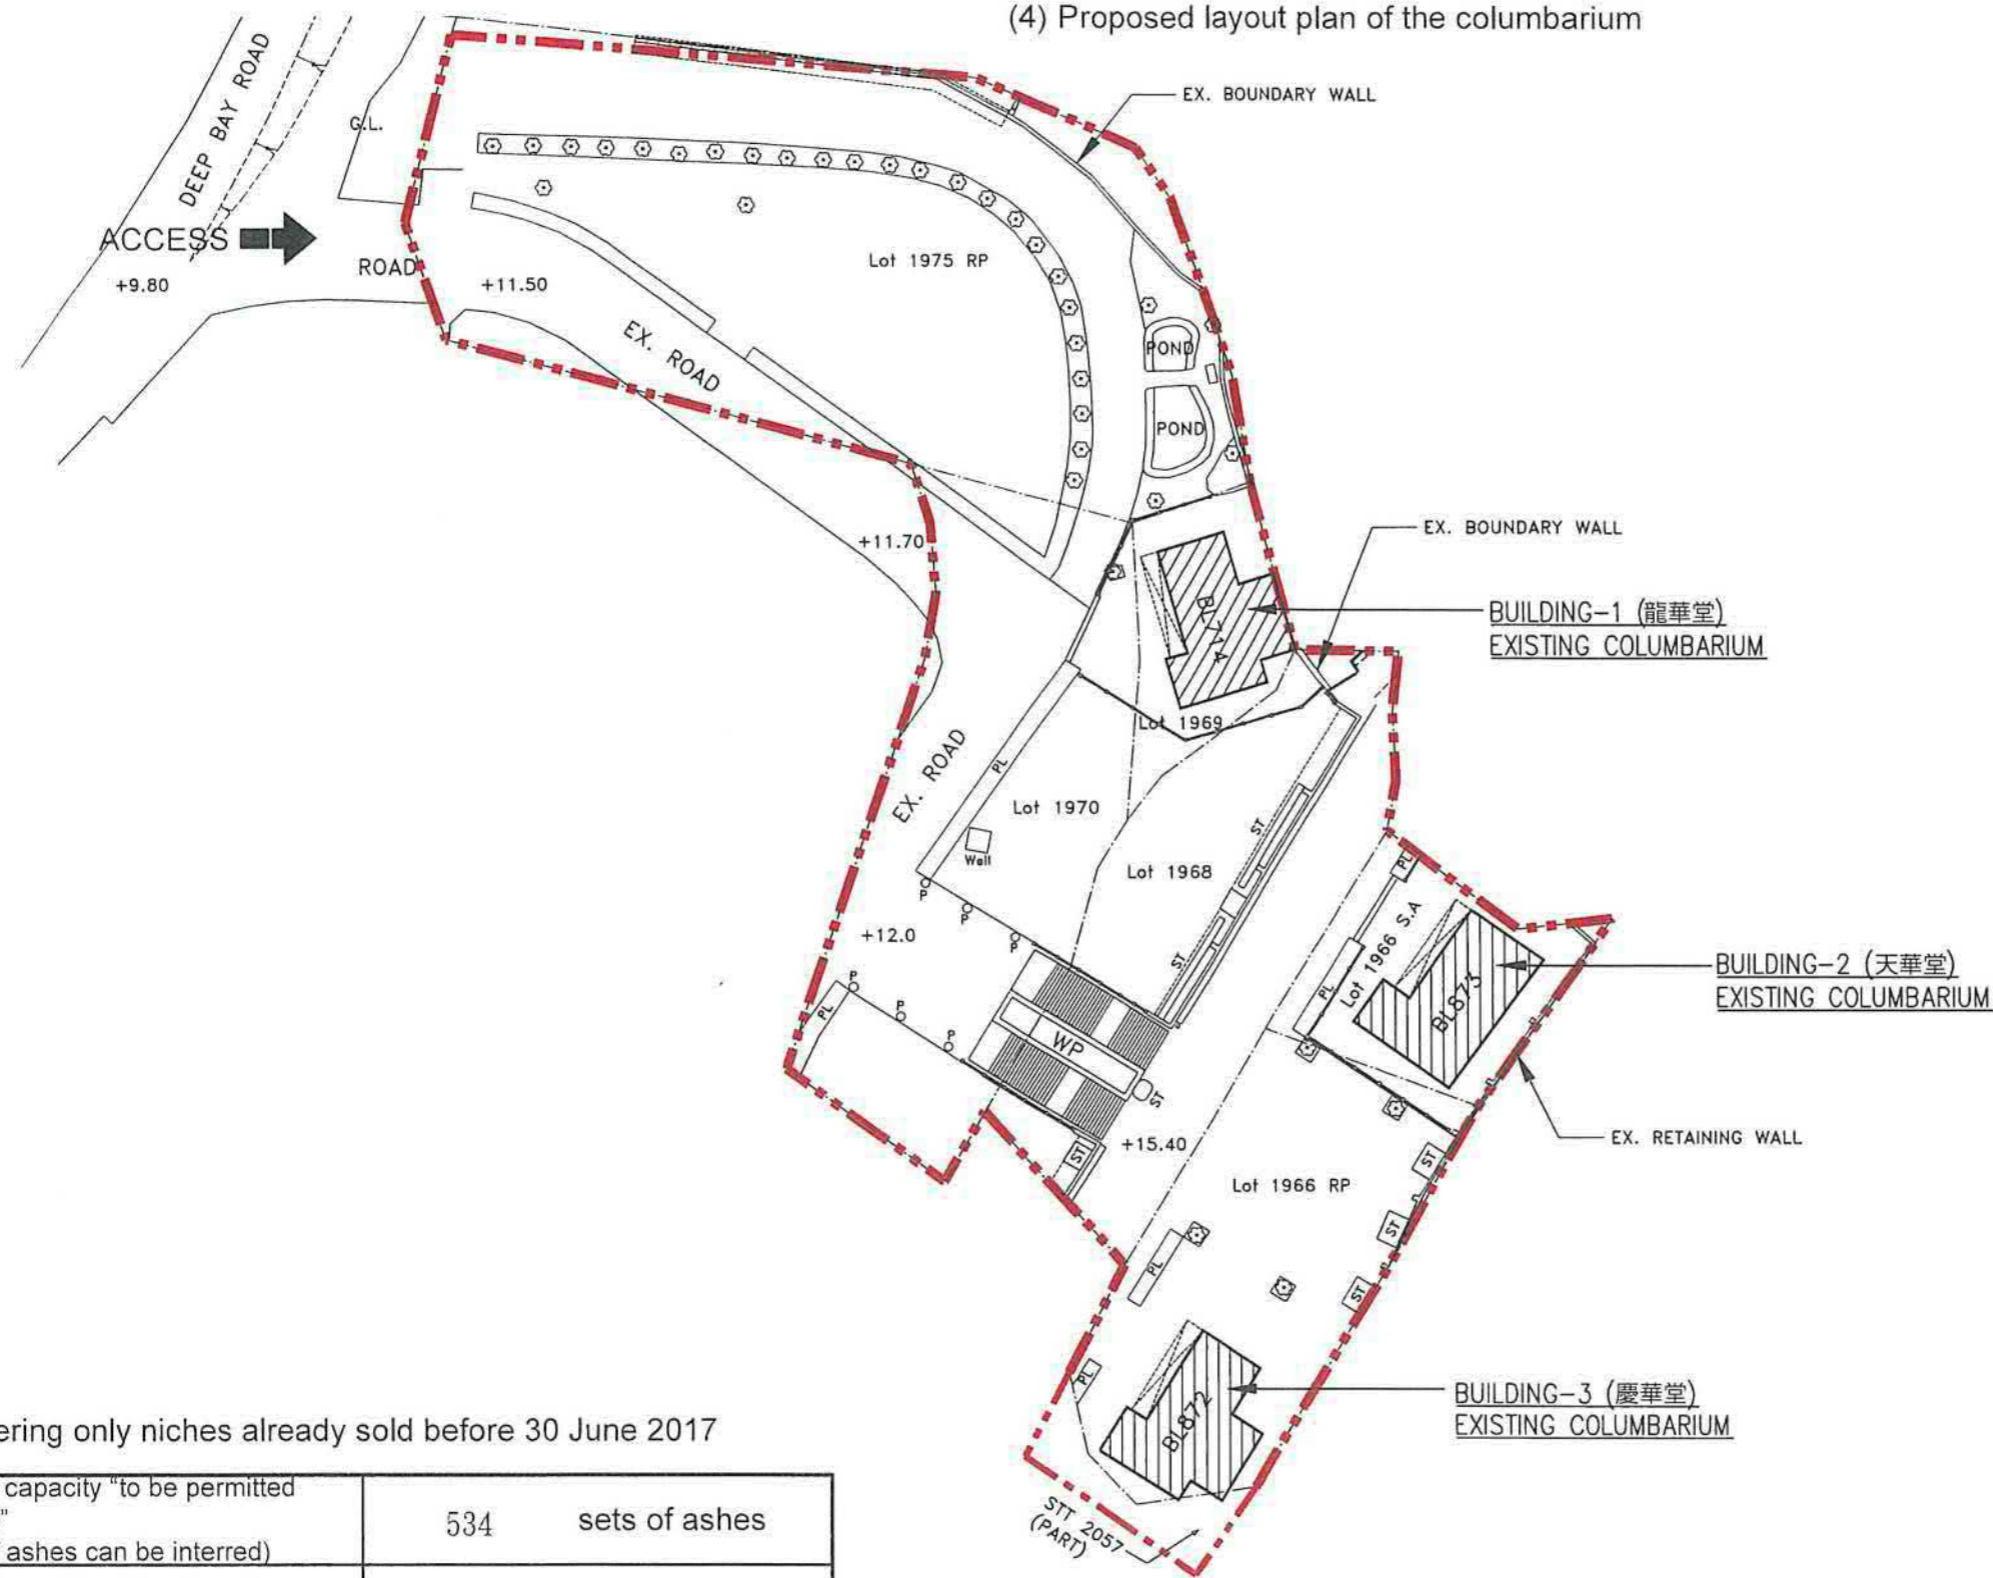 (4) Proposed layout plan of the columbarium
EX. BOUNDARY WALL
DEEP BAY ROAD
G.L.
ACCESS
ROAD
+9.80
+11.50
Lot 1975 RP
EX. ROAD
POND
POND
+11.70
EX. BOUNDARY WALL
BUILDING-1 (龍華堂)
EXISTING COLUMBARIUM
BL714
Lot 1969
EX. ROAD
PL
Lot 1970
Well
Lot 1968
ST
PL
P
P
P
+12.0
ST
Lot 1966 S.A
PL
BL873
BUILDING-2 (天華堂)
EXISTING COLUMBARIUM
P
P
P
PL
WP
ST
+15.40
ST
EX. RETAINING WALL
ST
Lot 1966 RP
ST
PL
ST
PL
BL872
BUILDING-3 (慶華堂)
EXISTING COLUMBARIUM
STT 2057
(PART)
ering only niches already sold before 30 June 2017
capacity "to be permitted
"
ashes can be interred)
534 sets of ashes